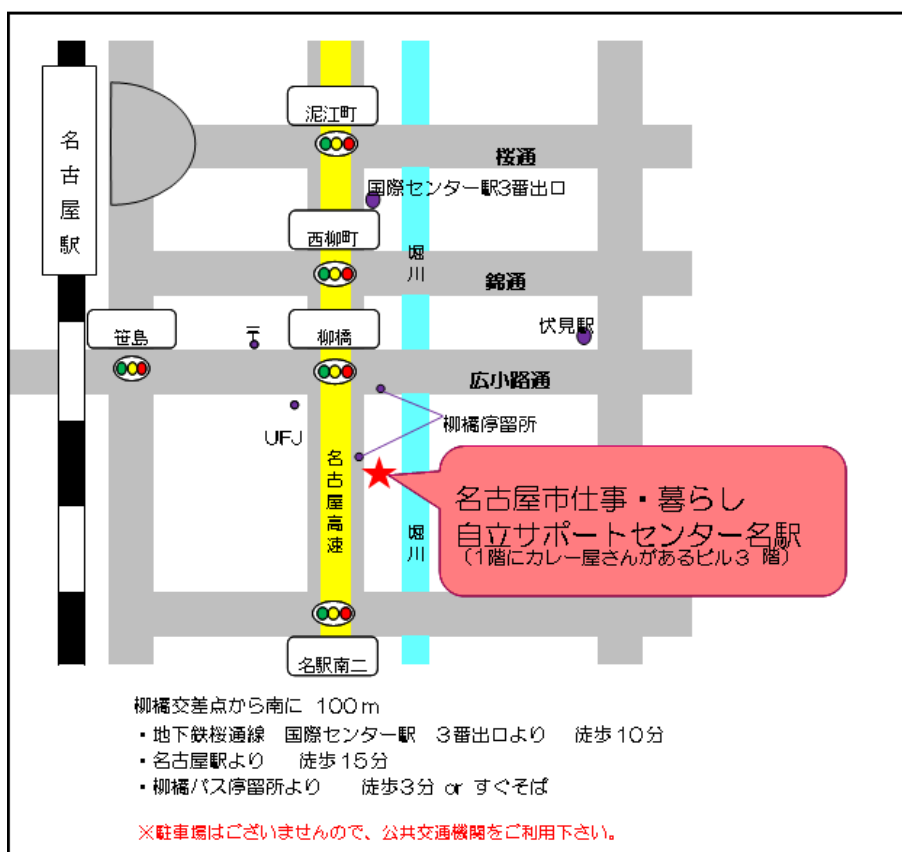 泥江町
名古屋駅
桜通
国際センター駅3番出口
西柳町
堀川
錦通
笹島
〒
柳橋
伏見駅
広小路通
柳橋停留所
UFJ
名古屋高速
名古屋市仕事・暮らし
自立サポートセンター名駅
（1階にカレー屋さんがあるビル3 階）
堀川
名駅南二
柳橋交差点から南に 100m
・地下鉄桜通線 国際センター駅 3番出口より 徒歩10分
・名古屋駅より 徒歩15分
・柳橋バス停留所より 徒歩3分 or すぐそば
※駐車場はございませんので、公共交通機関をご利用下さい。